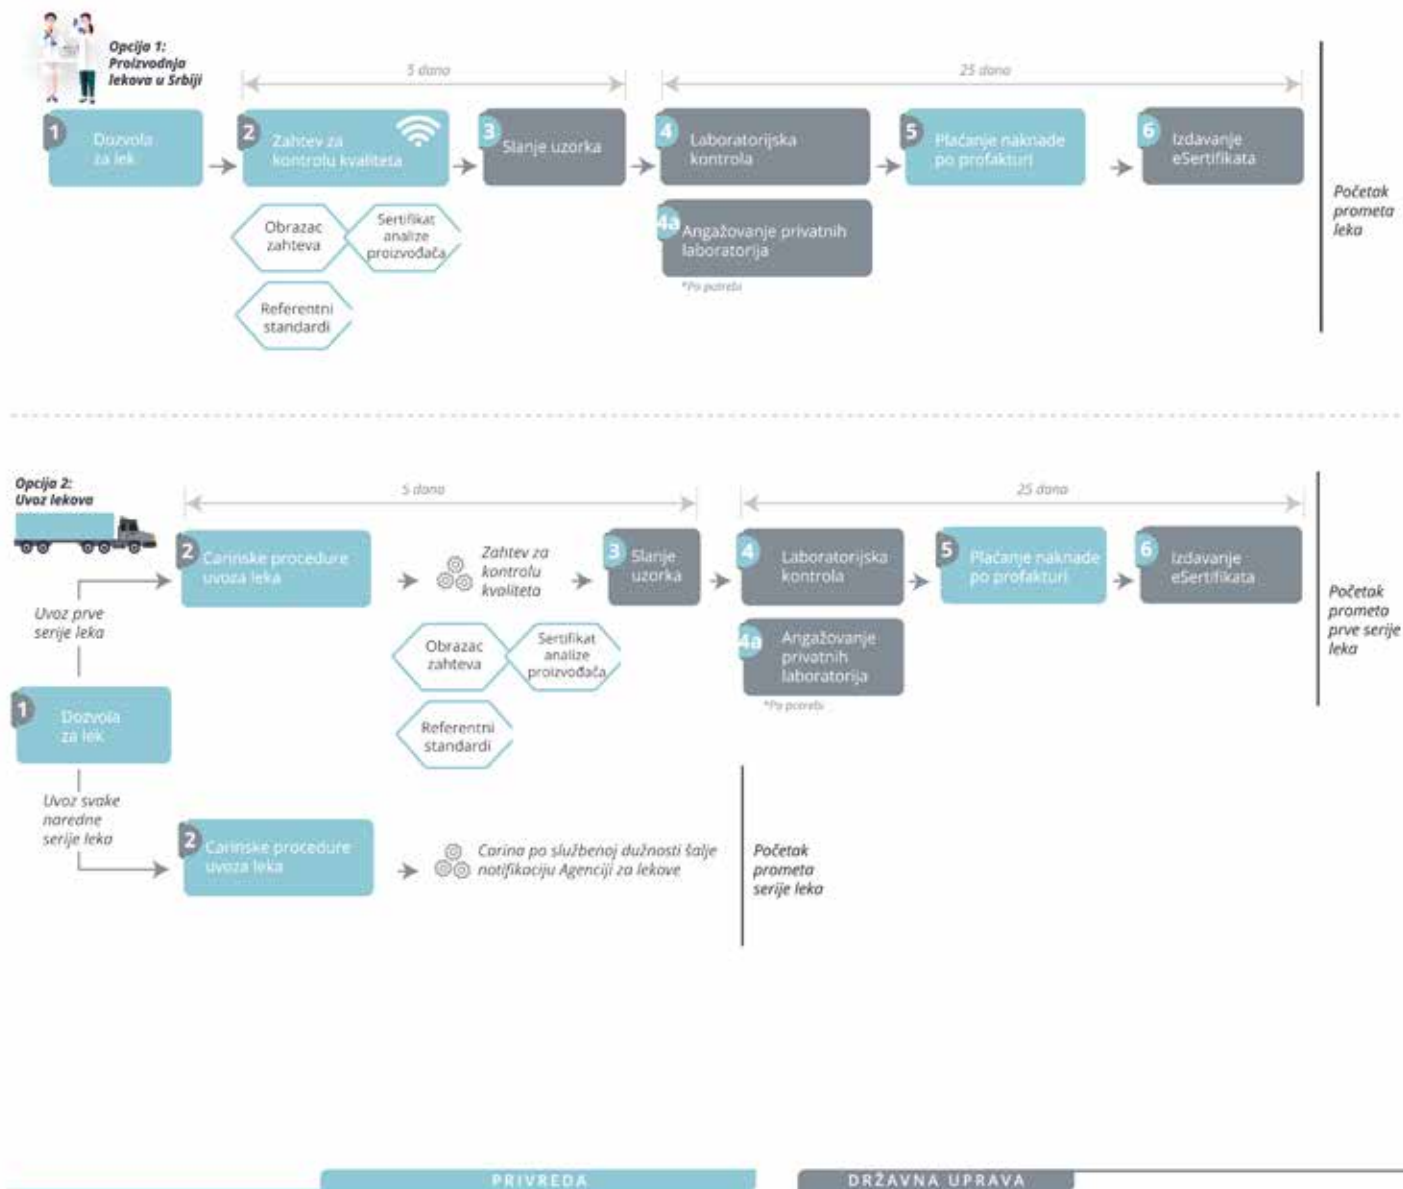 Opcija 1:
Proizvodnja
lekova u Srbiji
5 dana
25 dana
1
Dozvola
za lek
2
Zahtev za
kontrolu kvaliteta
3
Slanje uzorka
4
Laboratorijska
kontrola
5
Plaćanje naknade
po profakturi
6
Izdavanje
eSertifikata
Početak
prometa
leka
Obrazac
zahteva
Sertifikat
analize
proizvođača
Referentni
standardi
4a
Angažovanje privatnih
laboratorija
*Po potrebi
Opcija 2:
Uvoz lekova
5 dana
25 dana
Uvoz prve
serije leka
2
Carinske procedure
uvoza leka
Zahtev za
kontrolu
kvaliteta
3
Slanje
uzorka
4
Laboratorijska
kontrola
5
Plaćanje naknade
po profakturi
6
Izdavanje
eSertifikata
Početak
prometa
prve serije
leka
Obrazac
zahteva
Sertifikat
analize
proizvođača
Referentni
standardi
4a
Angažovanje
privatnih
laboratorija
*Po potrebi
1
Dozvola
za lek
Uvoz svake
naredne
serije leka
2
Carinske procedure
uvoza leka
Carina po službenoj dužnosti šalje
notifikaciju Agenciji za lekove
Početak
prometa
serije leka
PRIVREDA
DRŽAVNA UPRAVA